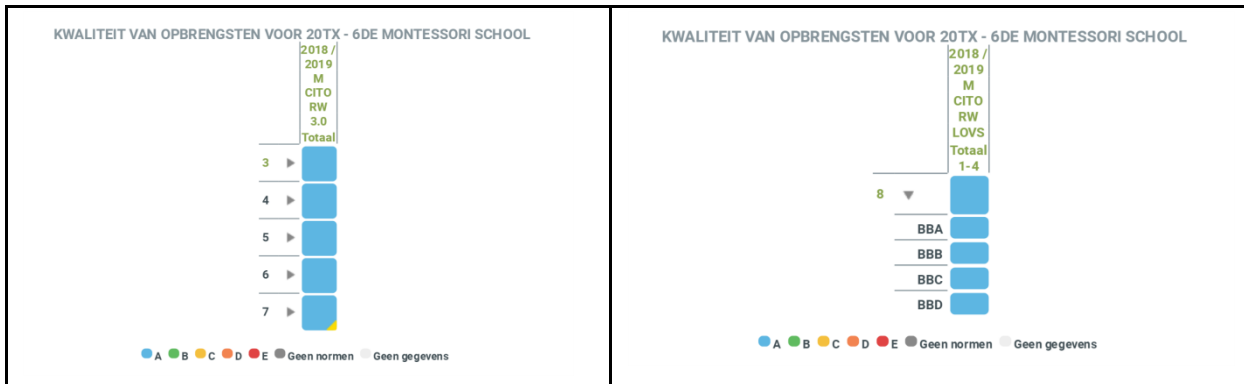 KWALITEIT VAN OPBRENGSTEN VOOR 20TX - 6DE MONTESSORI SCHOOL
2018 /
2019
M
CITO
RW
3.0
Totaal
3
4
5
6
7
A B C D E Geen normen Geen gegevens
KWALITEIT VAN OPBRENGSTEN VOOR 20TX - 6DE MONTESSORI SCHOOL
2018 /
2019
M
CITO
RW
LOVS
Totaal
1-4
8
BBA
BBB
BBC
BBD
A B C D E Geen normen Geen gegevens